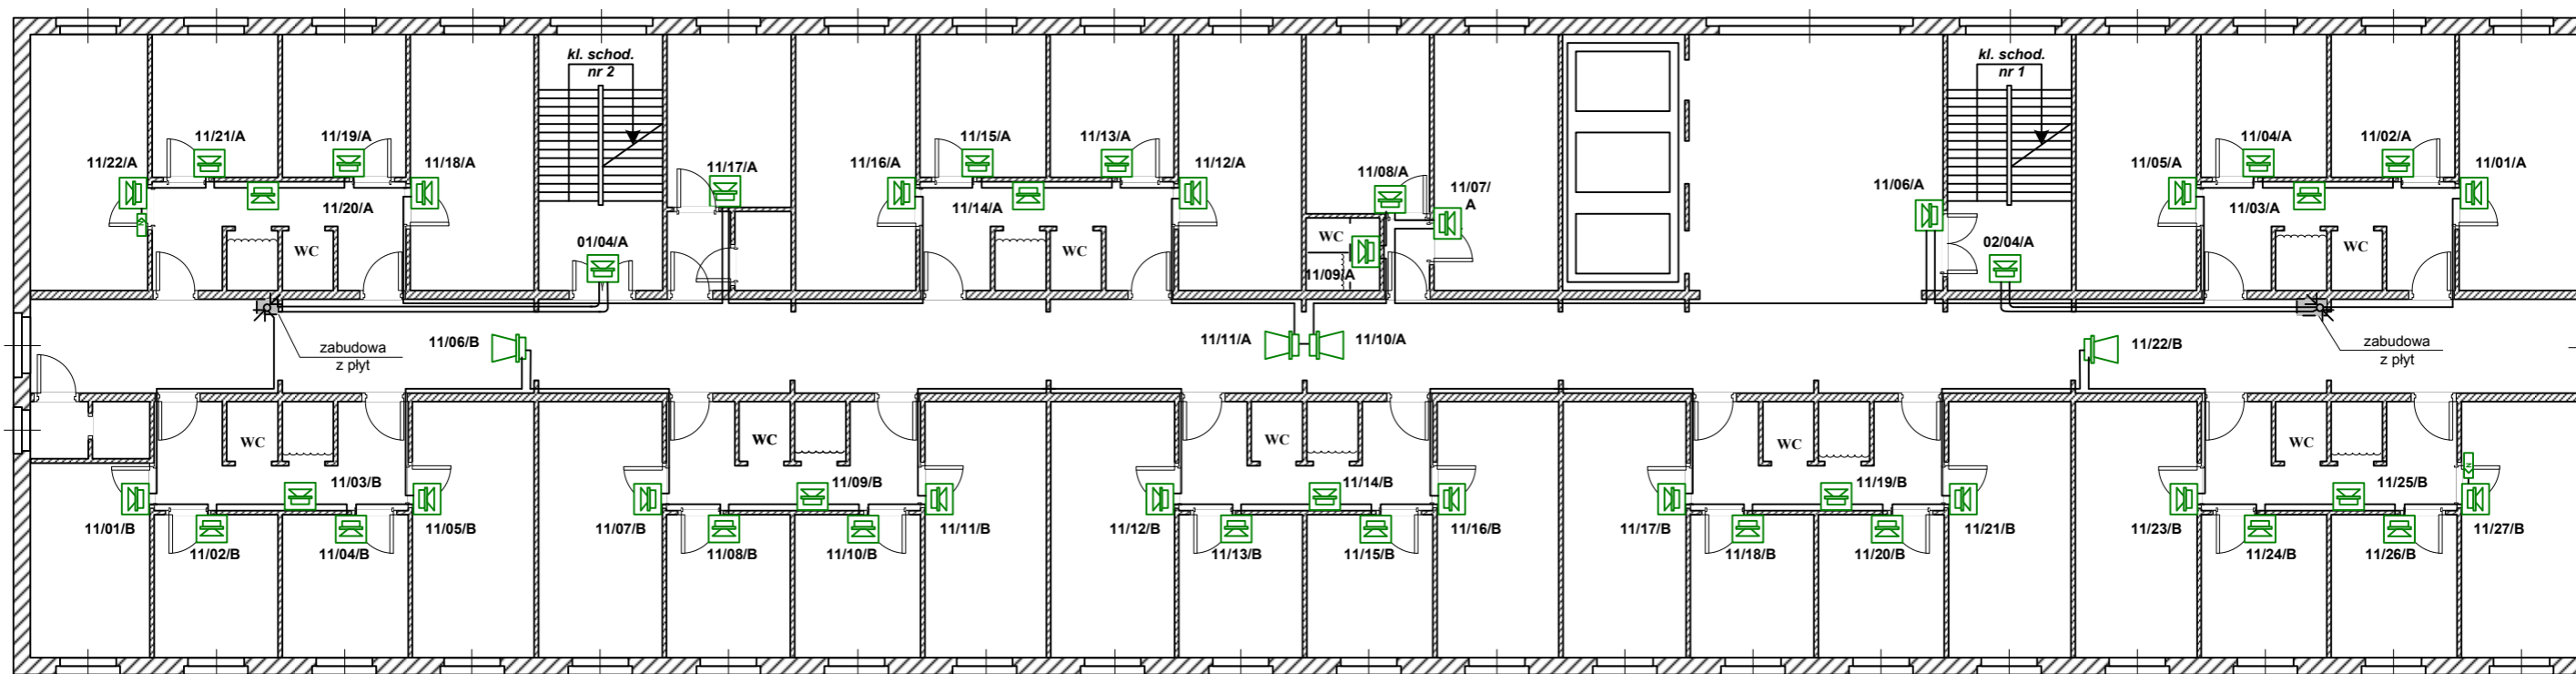 kl. schod.
nr 2
kl. schod.
nr 1
11/21/A
11/19/A
11/15/A
11/13/A
11/04/A
11/02/A
11/22/A
11/18/A
11/17/A
11/16/A
11/12/A
11/08/A
11/07/
A
11/06/A
11/05/A
11/01/A
11/20/A
11/14/A
11/03/A
WC
01/04/A
WC
WC
11/09/A
02/04/A
WC
11/06/B
zabudowa
z płyt
11/11/A
11/10/A
11/22/B
zabudowa
z płyt
WC
WC
WC
WC
WC
11/03/B
11/09/B
11/14/B
11/19/B
11/25/B
11/01/B
11/05/B
11/07/B
11/11/B
11/12/B
11/16/B
11/17/B
11/21/B
11/23/B
11/27/B
11/02/B
11/04/B
11/08/B
11/10/B
11/13/B
11/15/B
11/18/B
11/20/B
11/24/B
11/26/B